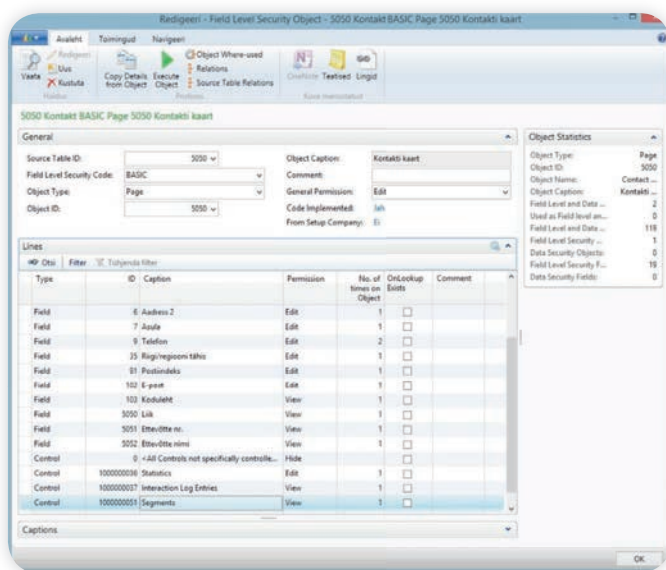 Redigeeri - Field Level Security Object - 5050 Kontakt BASIC Page 5050 Kontakti kaart
Avaleht Toimingud Navigeeri
Vaata
Redigeeri
Uus
Kustuta
Haldus
Copy Details from Object
Execute Object
Object Where-used
Relations
Source Table Relations
Protsess
OneNote
Teatised
Lingid
Kuva manustatud
5050 Kontakt BASIC Page 5050 Kontakti kaart
General
Source Table ID: 5050
Field Level Security Code: BASIC
Object Type: Page
Object ID: 5050
Object Caption: Kontakti kaart
Comment:
General Permission: Edit
Code Implemented: Jah
From Setup Company: Ei
Lines
Otsi Filter Tühjenda filter
Type ID Caption Permission No. of times on Object OnLookup Exists Comment
Field 6 Aadress 2 Edit 1
Field 7 Asula Edit 1
Field 9 Telefon Edit 2
Field 35 Riigi/regiooni tähis Edit 1
Field 91 Postiindeks Edit 1
Field 102 E-post Edit 1
Field 103 Koduleht View 1
Field 5050 Liik View 1
Field 5051 Ettevõtte nr. View 1
Field 5052 Ettevõtte nimi View 1
Control 0 <All Controls not specifically controlle... Hide
Control 1000000036 Statistics Edit 1
Control 1000000037 Interaction Log Entries View 1
Control 1000000051 Segments View 1
Captions
Object Statistics
Object Type: Page
Object ID: 5050
Object Name: Contact ...
Object Caption: Kontakti ...
Field Level and Data ... 2
Used as Field level an... 0
Field Level and Data ... 118
Field Level Security ... 1
Data Security Objects: 0
Field Level Security F... 19
Data Security Fields: 0
OK